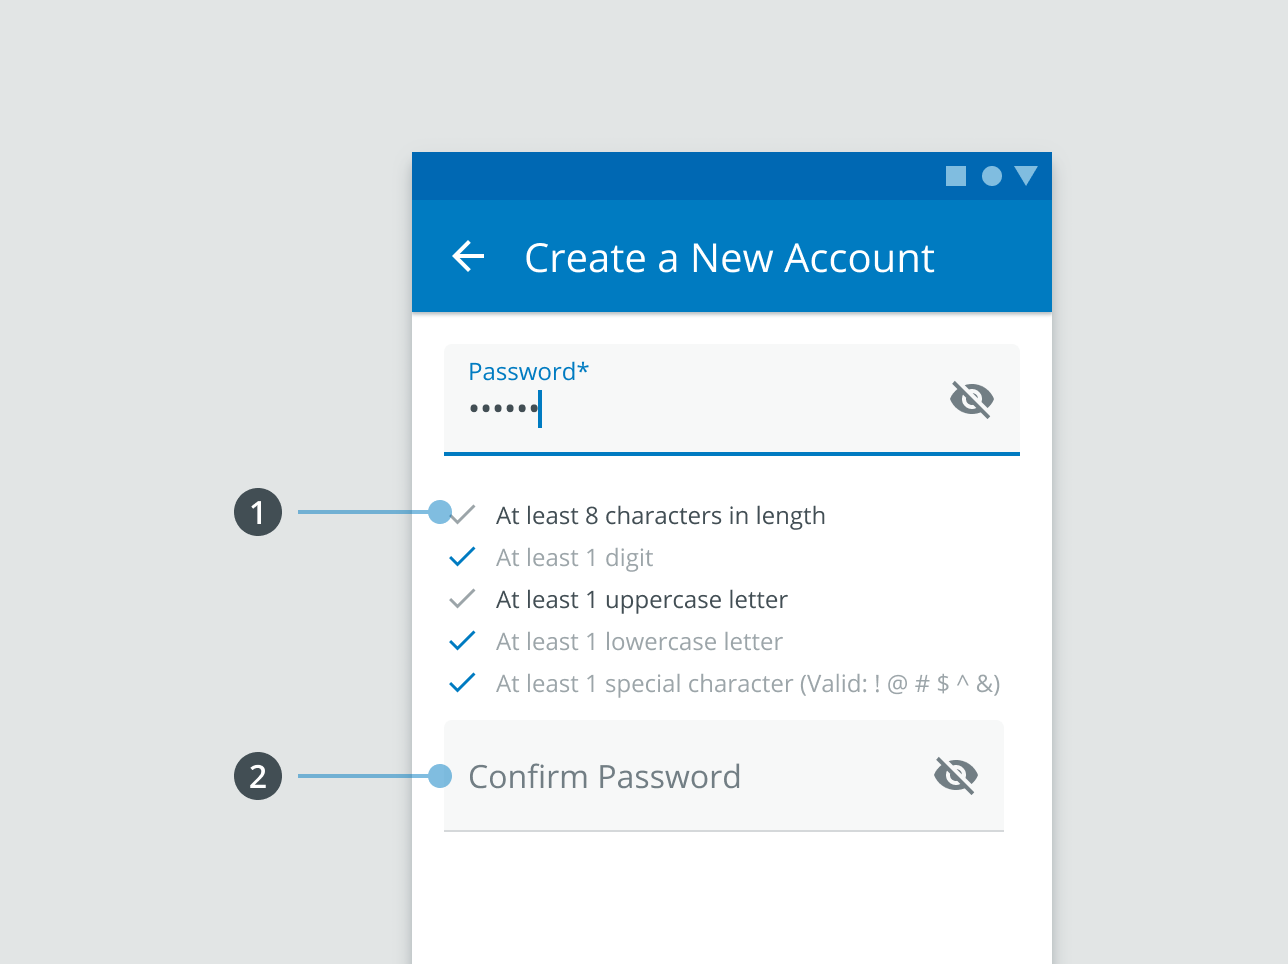 Create a New Account
Password*
••••••
1
At least 8 characters in length
At least 1 digit
At least 1 uppercase letter
At least 1 lowercase letter
At least 1 special character (Valid: ! @ # $ ^ &)
2
Confirm Password